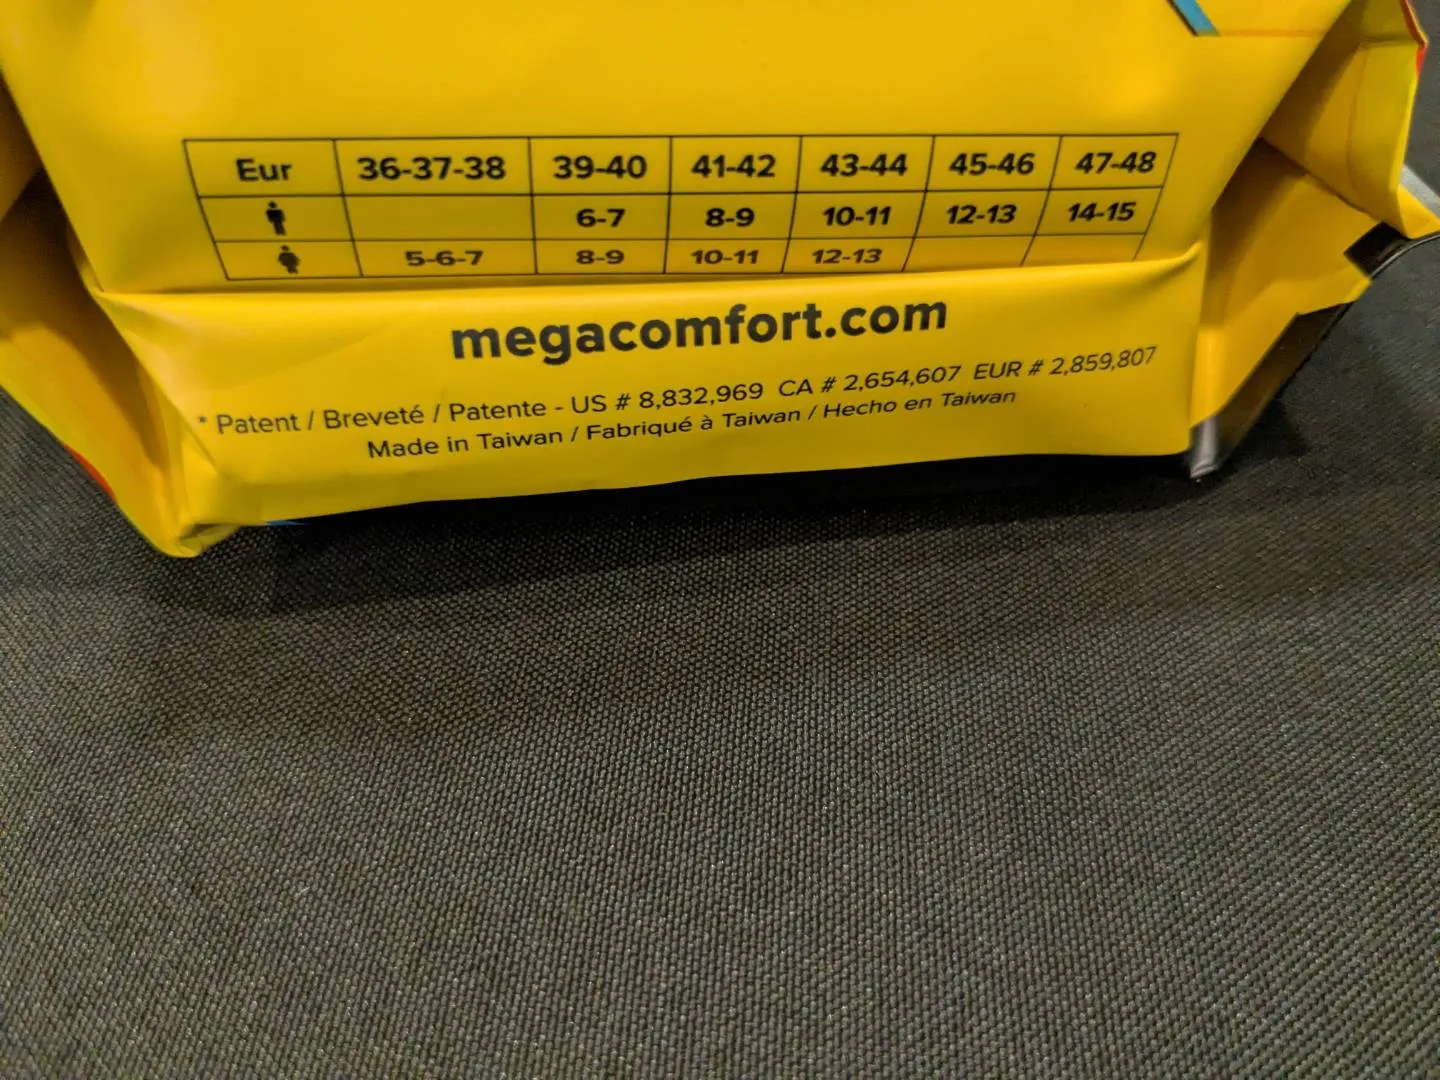 Eur 36-37-38 39-40 41-42 43-44 45-46 47-48
6-7 8-9 10-11 12-13 14-15
5-6-7 8-9 10-11 12-13
megacomfort.com
* Patent / Breveté / Patente - US # 8,832,969 CA # 2,654,607 EUR # 2,859,807
Made in Taiwan / Fabriqué à Taiwan / Hecho en Taiwan